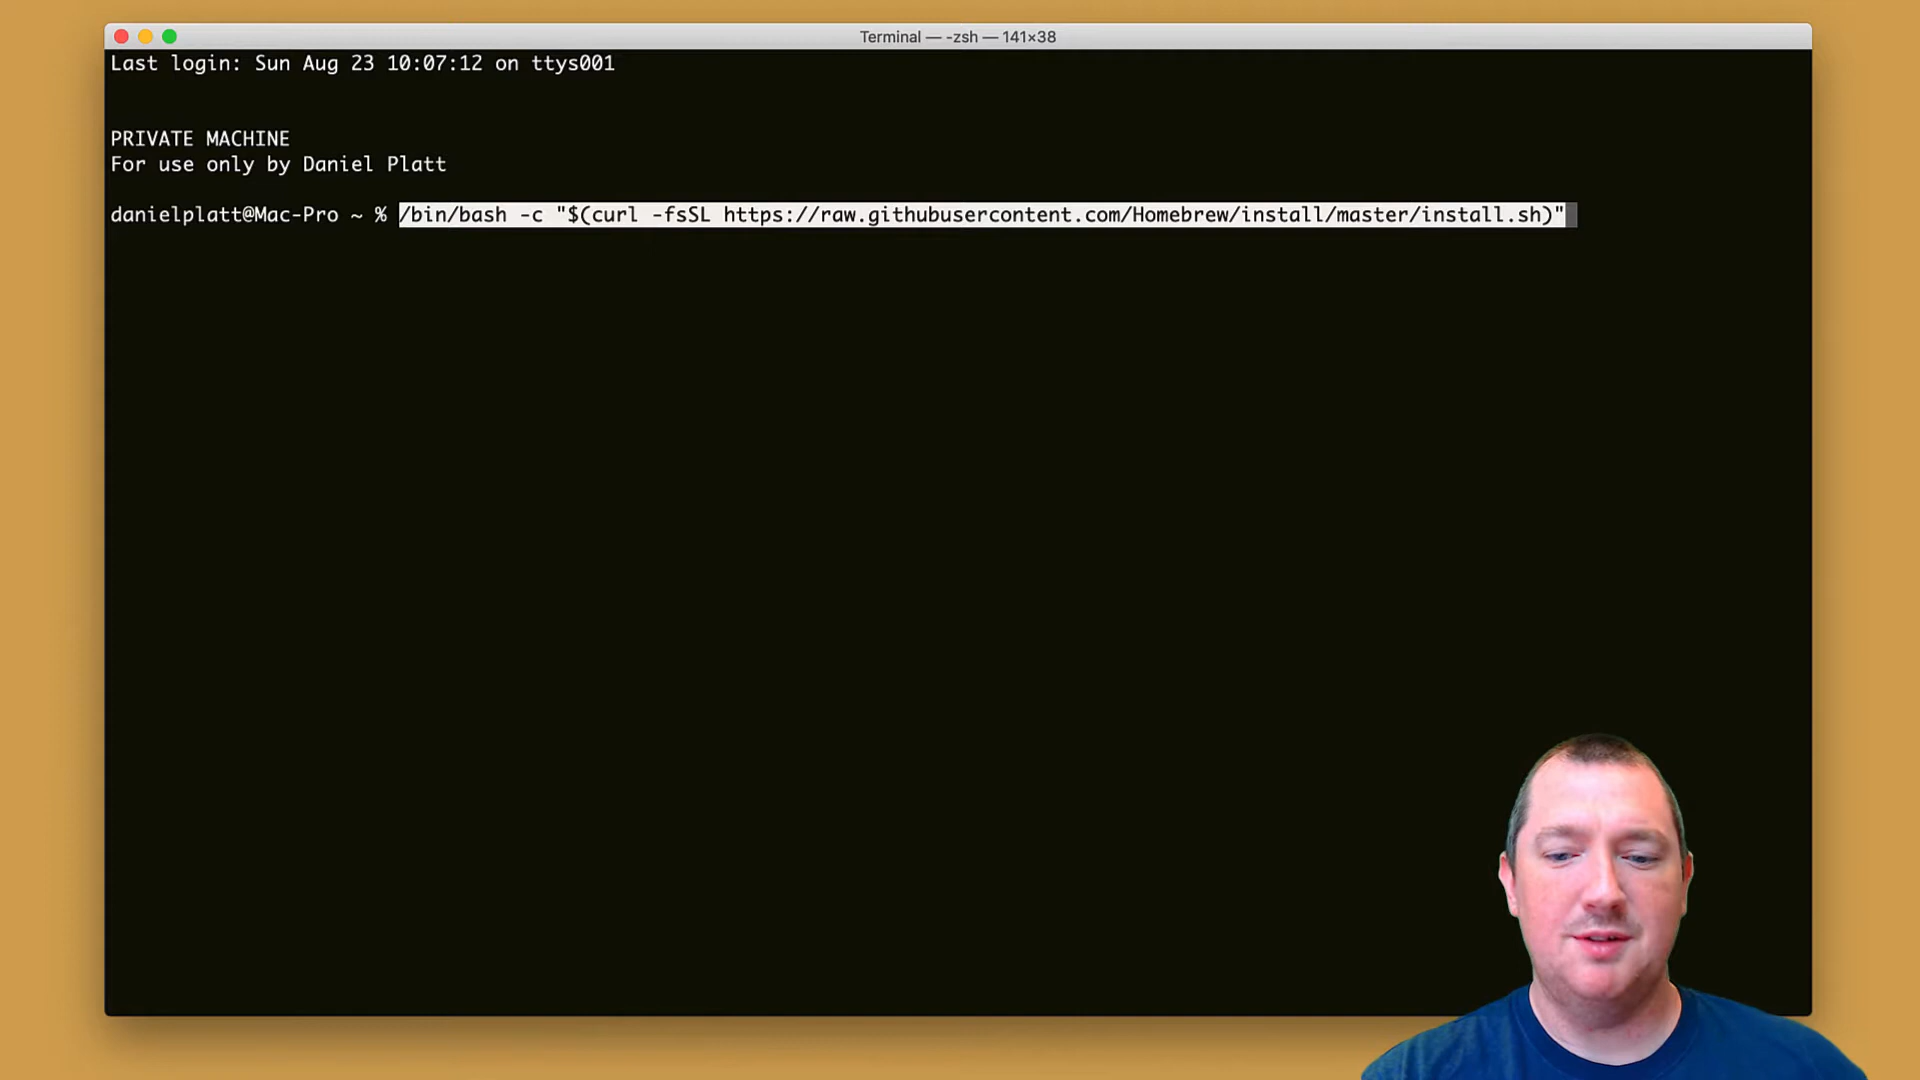 Terminal — -zsh — 141×38
Last login: Sun Aug 23 10:07:12 on ttys001
PRIVATE MACHINE
For use only by Daniel Platt
danielplatt@Mac-Pro ~ % /bin/bash -c "$(curl -fsSL https://raw.githubusercontent.com/Homebrew/install/master/install.sh)"